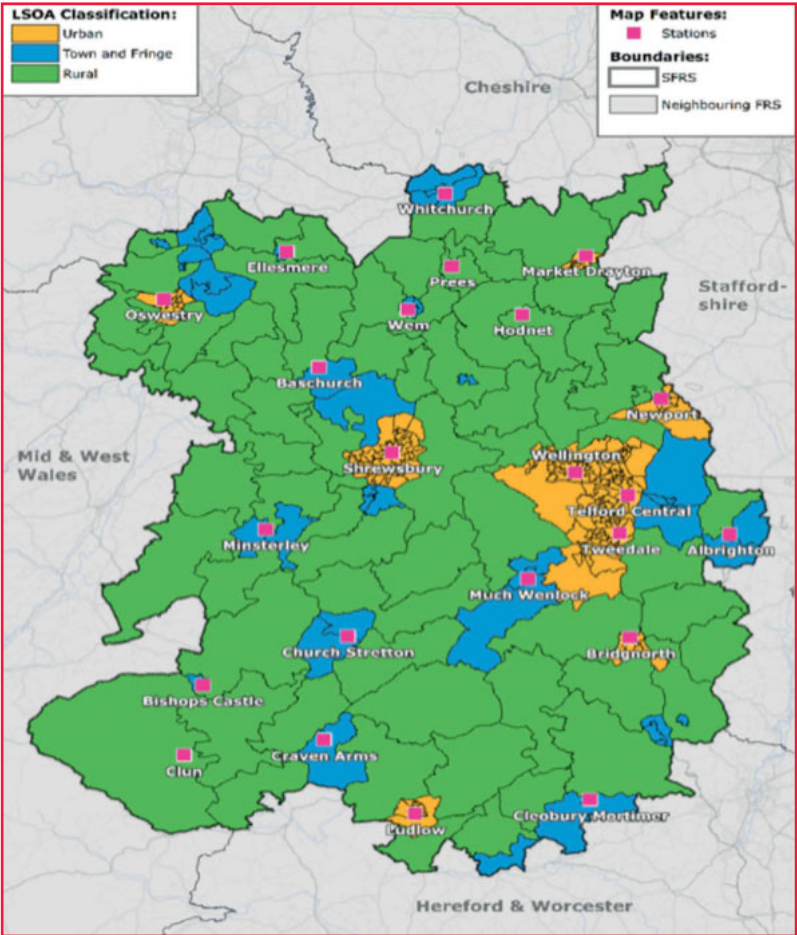 LSOA Classification:
Urban
Town and Fringe
Rural
Map Features:
Stations
Boundaries:
SFRS
Neighbouring FRS
Cheshire
Whitchurch
Ellesmere
Prees
Market Drayton
Stafford-
shire
Oswestry
Wem
Hodnet
Baschurch
Newport
Mid & West
Wales
Shrewsbury
Wellington
Telford Central
Minsterley
Tweedale
Albrighton
Much Wenlock
Church Stretton
Bridgnorth
Bishops Castle
Craven Arms
Clun
Cleobury Mortimer
Ludlow
Hereford & Worcester